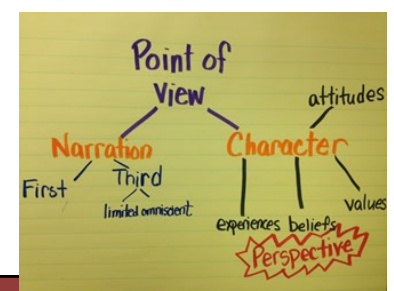 Point of
View
attitudes
Narration
Character
First
Third
limited omniscient
values
experiences beliefs
Perspective